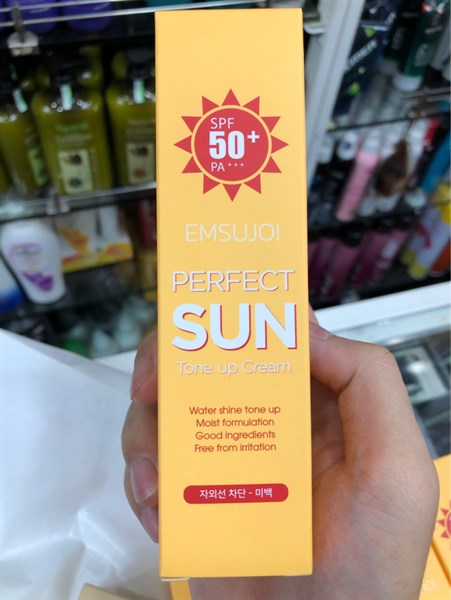 SPF
50+
PA+++
EMSUJOI
PERFECT
SUN
Tone up Cream
Water shine tone up
Moist formulation
Good ingredients
Free from irritation
자외선 차단 - 미백